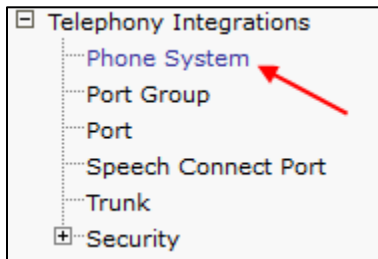 Telephony Integrations
Phone System
Port Group
Port
Speech Connect Port
Trunk
Security